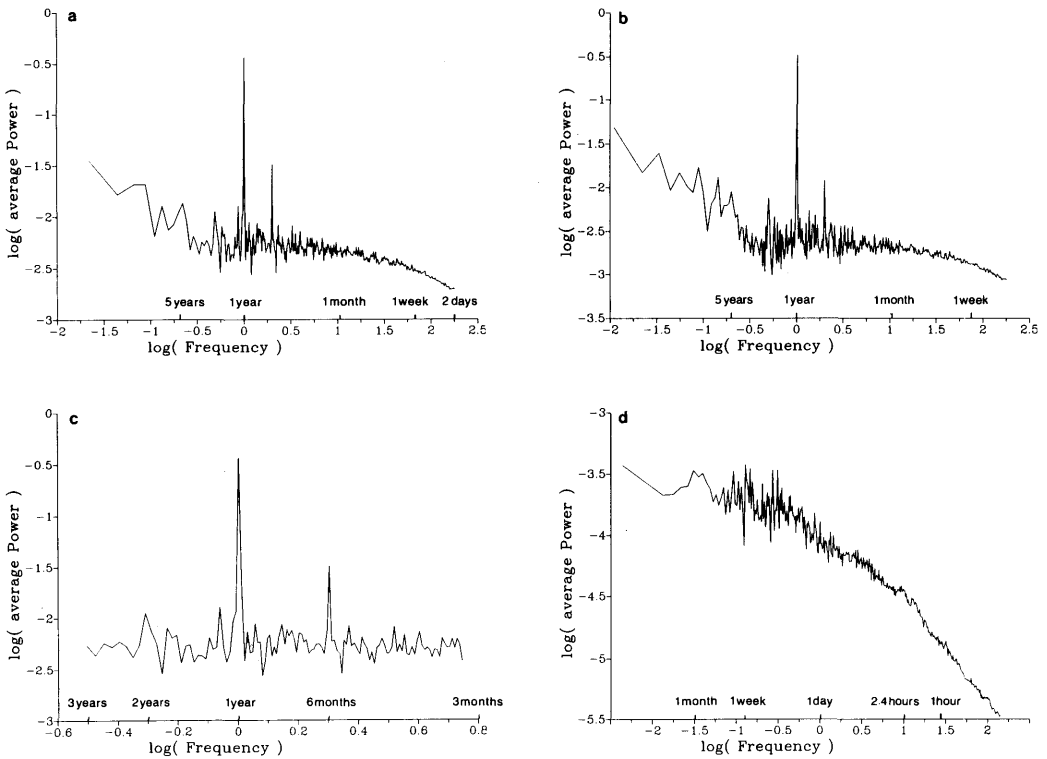 a
0
−0.5
−1
−1.5
−2
−2.5
−3
log( average Power )
5 years 1 year 1 month 1 week 2 days
−2 −1.5 −1 −0.5 0 0.5 1 1.5 2 2.5
log( Frequency )
b
0
−0.5
−1
−1.5
−2
−2.5
−3
−3.5
log( average Power )
5 years 1 year 1 month 1 week
−2 −1.5 −1 −0.5 0 0.5 1 1.5 2 2.5
log( Frequency )
c
0
−0.5
−1
−1.5
−2
−2.5
−3
log( average Power )
3 years 2 years 1 year 6 months 3 months
−0.6 −0.4 −0.2 0 0.2 0.4 0.6 0.8
log( Frequency )
d
−3
−3.5
−4
−4.5
−5
−5.5
log( average Power )
1 month 1 week 1 day 2.4 hours 1 hour
−2 −1.5 −1 −0.5 0 0.5 1 1.5 2
log( Frequency )